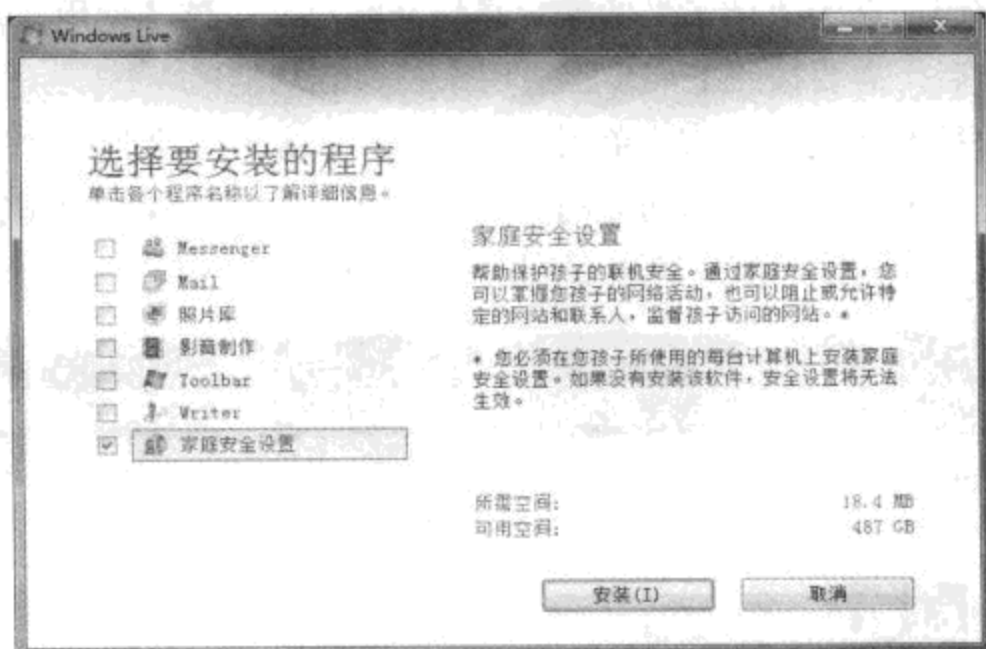 Windows Live
选择要安装的程序
单击各个程序名称以了解详细信息。
Messenger
Mail
照片库
影音制作
Toolbar
Writer
家庭安全设置
家庭安全设置
帮助保护孩子的联机安全。通过家庭安全设置，您
可以掌握您孩子的网络活动，也可以阻止或允许特
定的网站和联系人，监督孩子访问的网站。*
* 您必须在您孩子所使用的每台计算机上安装家庭
安全设置。如果没有安装该软件，安全设置将无法
生效。
所需空间: 18.4 MB
可用空间: 487 GB
安装(I)
取消